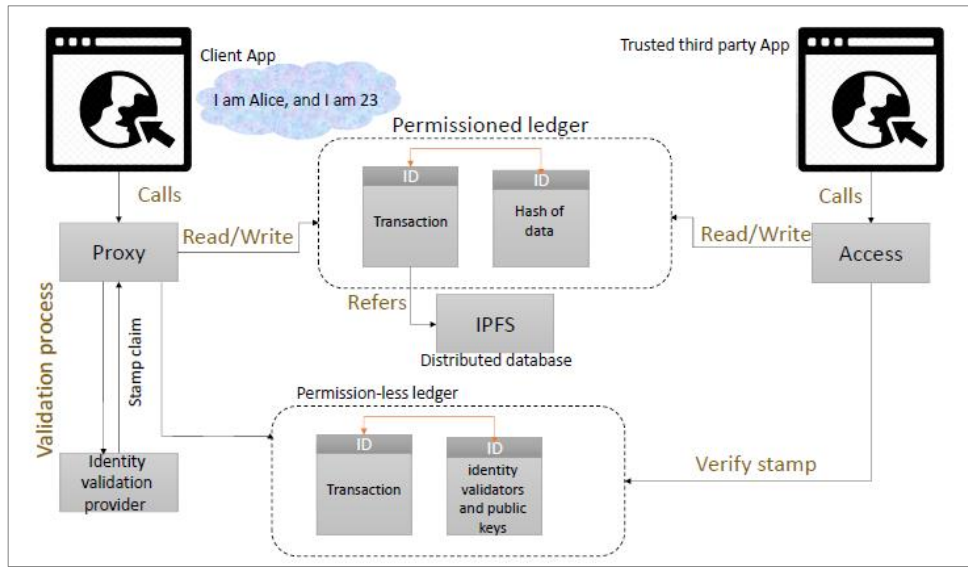 Client App
Trusted third party App
I am Alice, and I am 23
Permissioned ledger
ID
ID
Transaction
Hash of
data
Calls
Calls
Read/Write
Read/Write
Proxy
Access
Refers
IPFS
Distributed database
Validation process
Stamp claim
Permission-less ledger
ID
ID
Transaction
identity
validators
and public
keys
Identity
validation
provider
Verify stamp